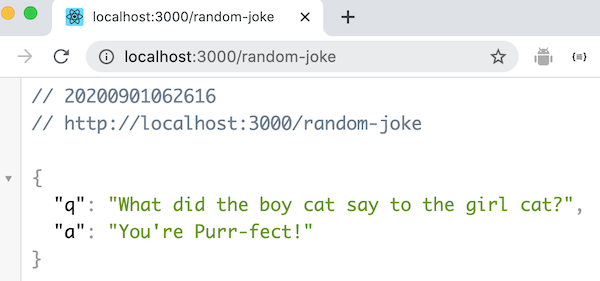 localhost:3000/random-joke
localhost:3000/random-joke
// 20200901062616
// http://localhost:3000/random-joke
{
"q": "What did the boy cat say to the girl cat?",
"a": "You're Purr-fect!"
}